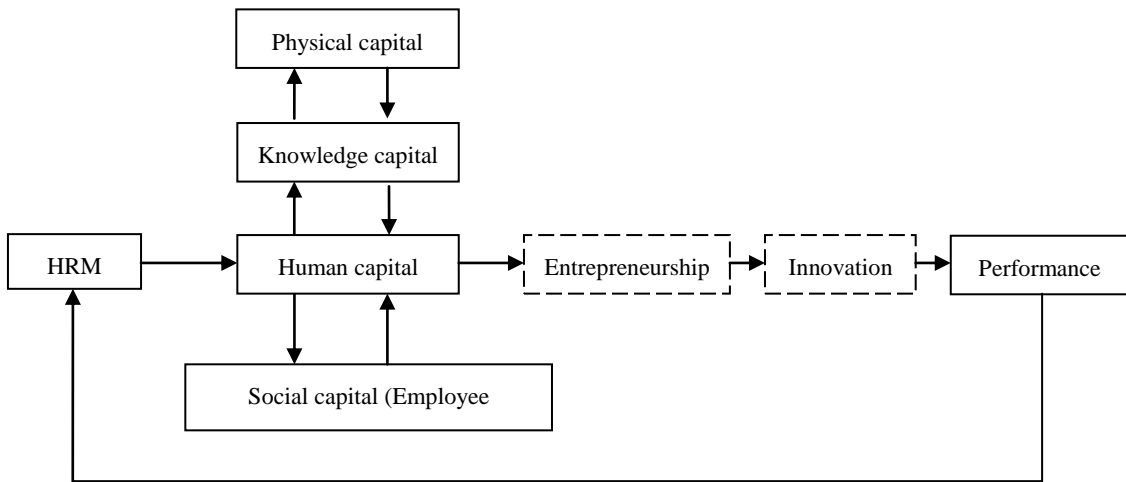 Physical capital
Knowledge capital
HRM
Human capital
Entrepreneurship
Innovation
Performance
Social capital (Employee